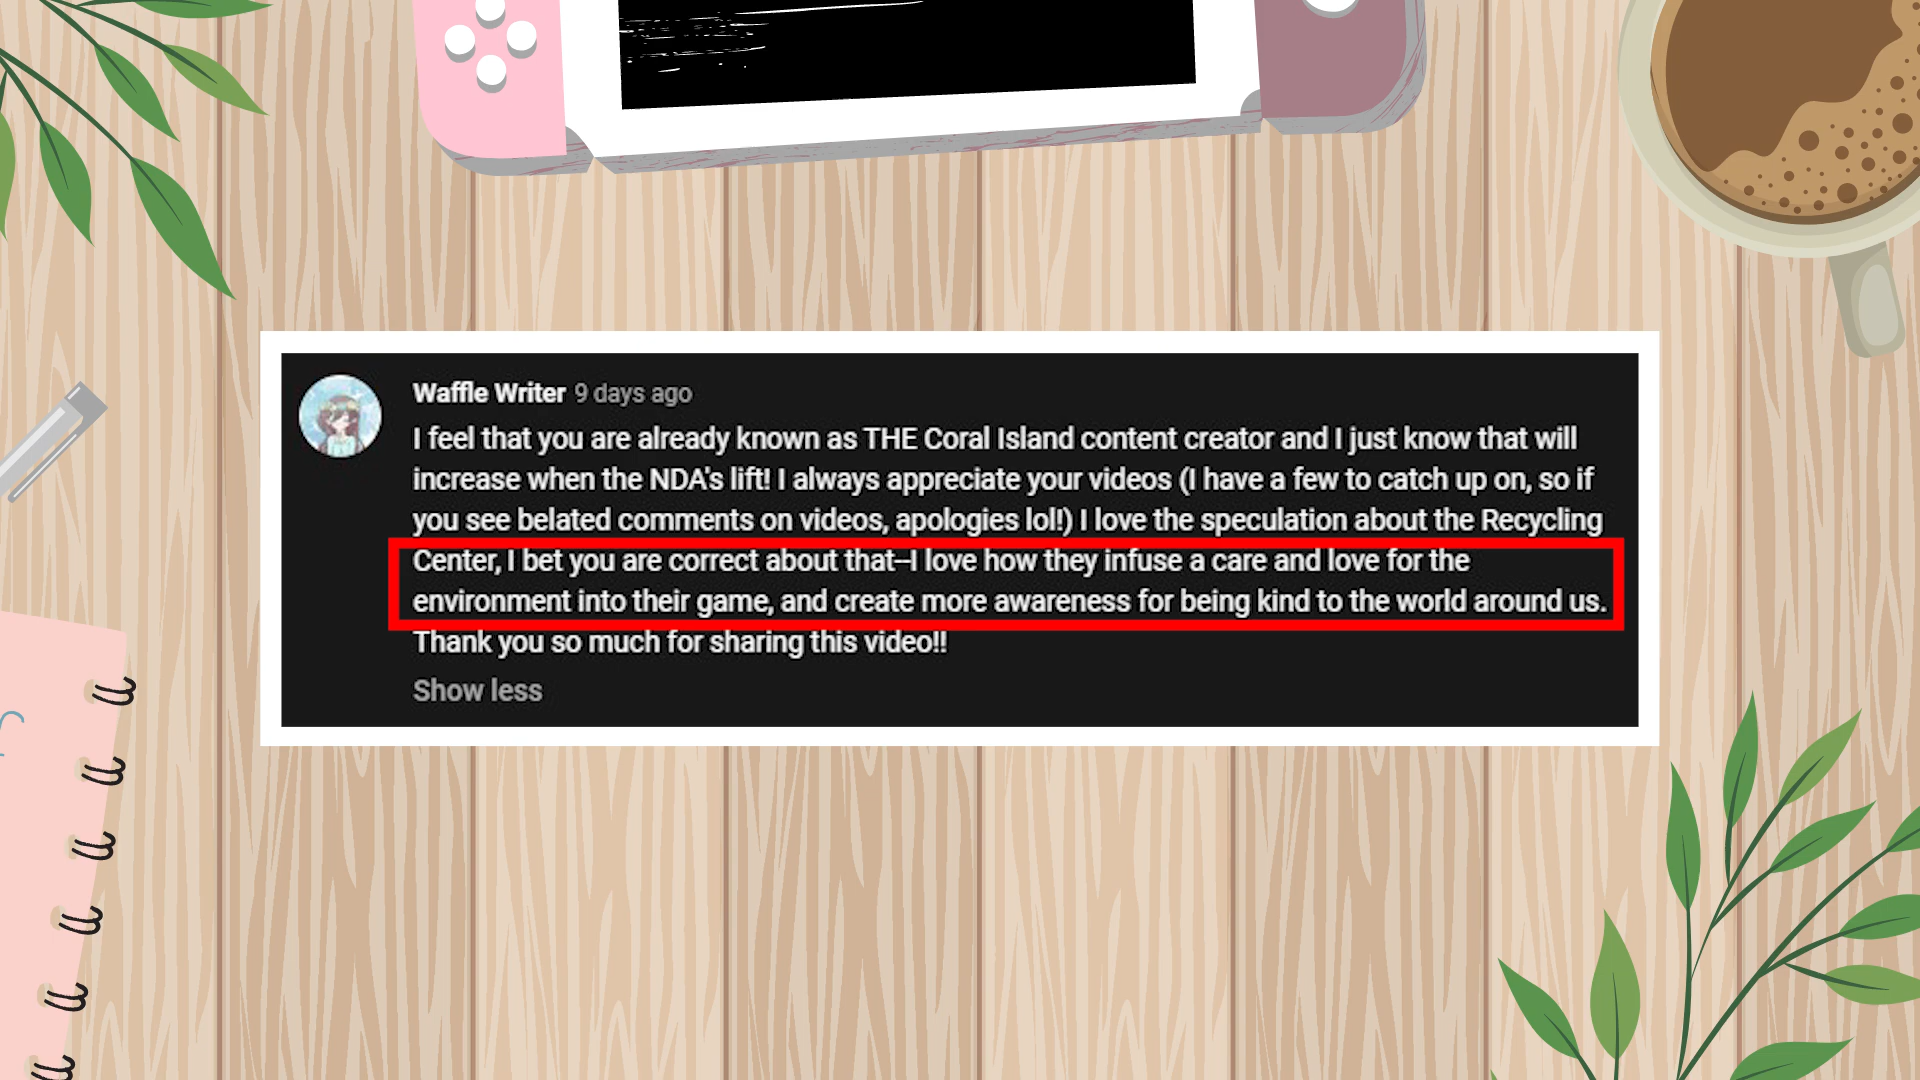 Waffle Writer 9 days ago
I feel that you are already known as THE Coral Island content creator and I just know that will
increase when the NDA's lift! I always appreciate your videos (I have a few to catch up on, so if
you see belated comments on videos, apologies lol!) I love the speculation about the Recycling
Center, I bet you are correct about that--I love how they infuse a care and love for the
environment into their game, and create more awareness for being kind to the world around us.
Thank you so much for sharing this video!!
Show less